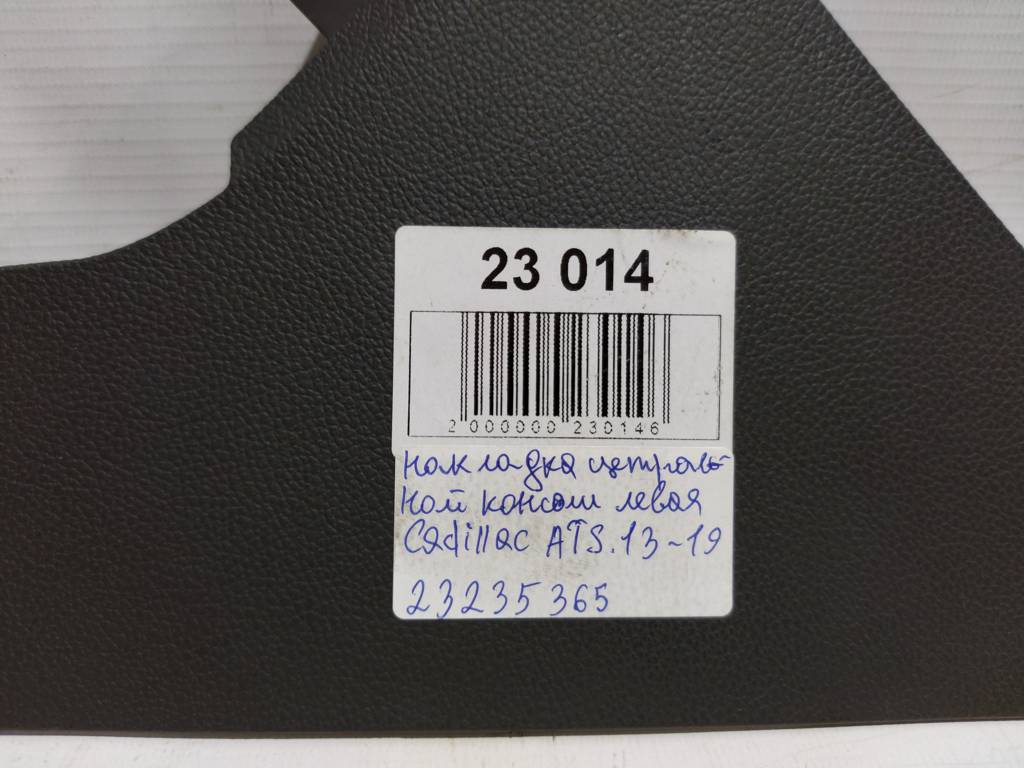 23 014
2 000000 230146
накладка централь-
ной консоли левая
Cadillac ATS. 13-19
23235365